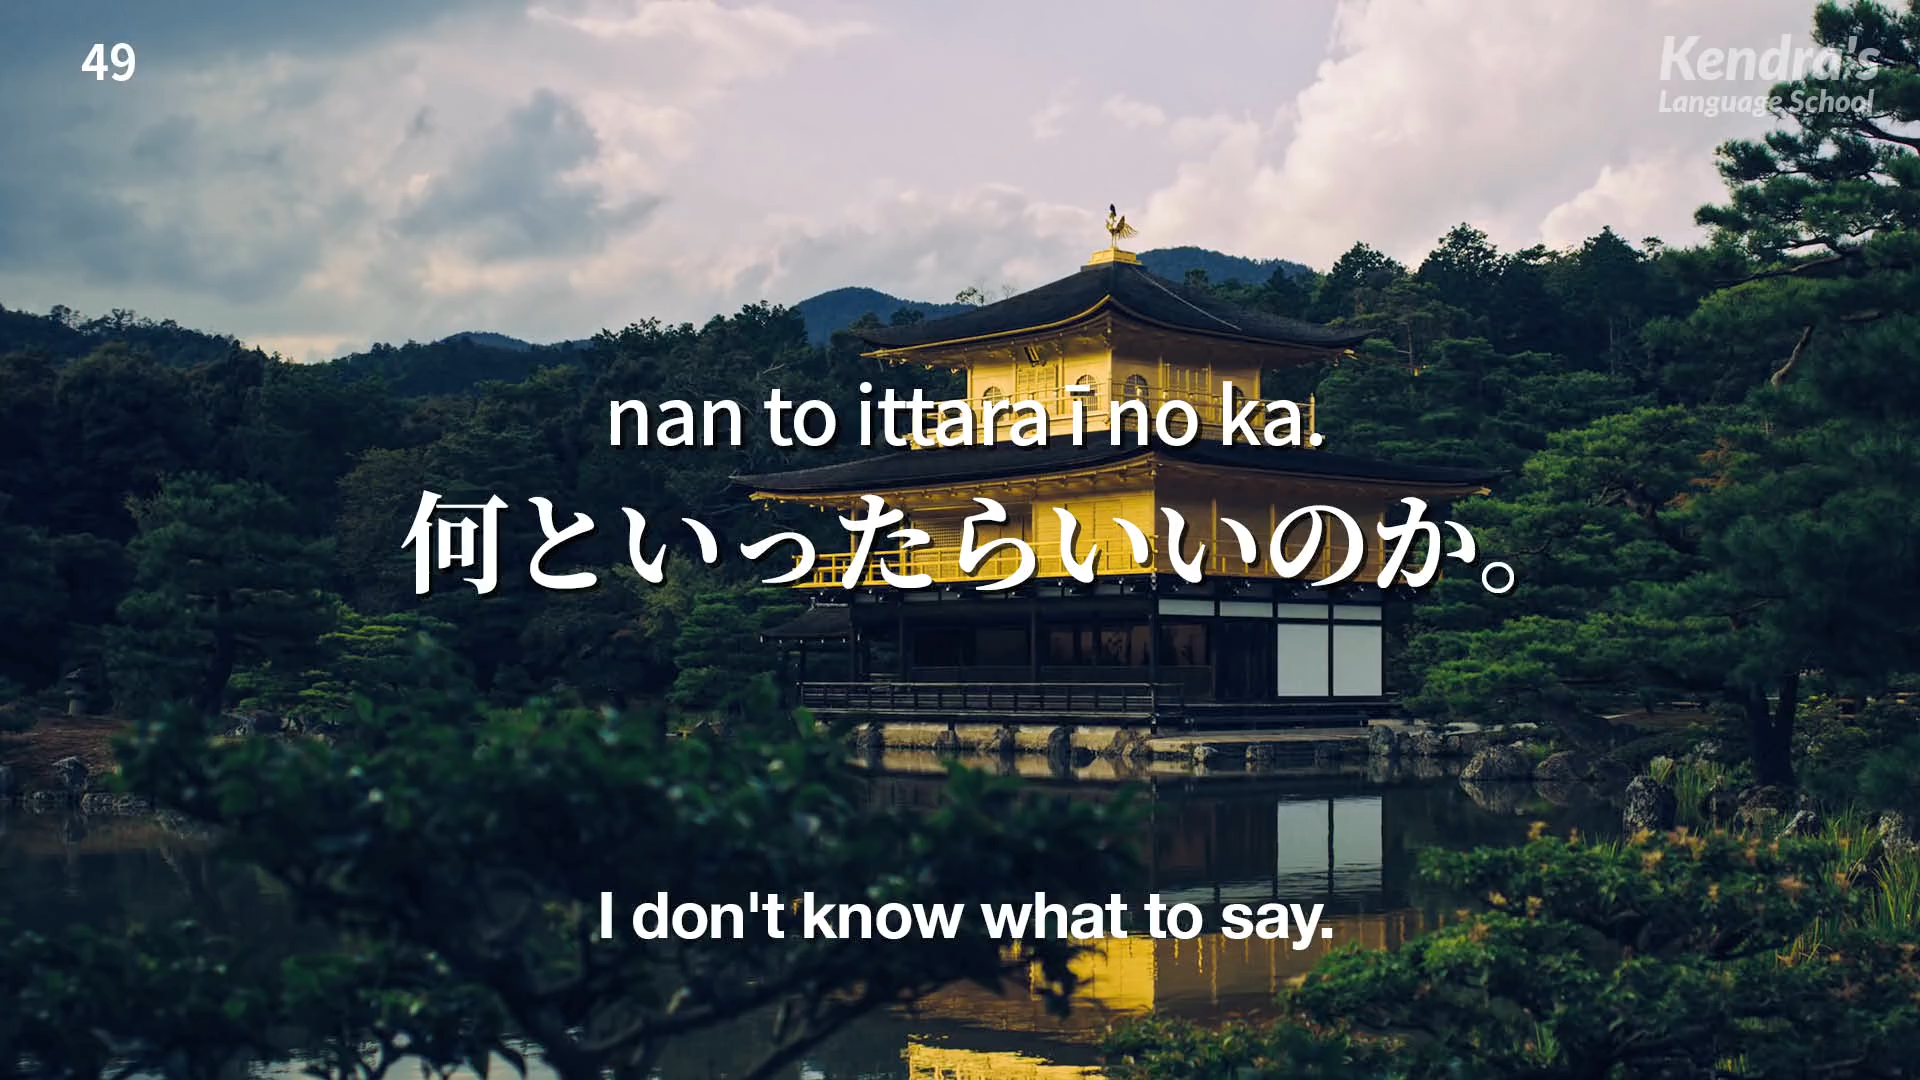 49
Kendra's
Language School
nan to ittara ī no ka.
何といったらいいのか。
I don't know what to say.